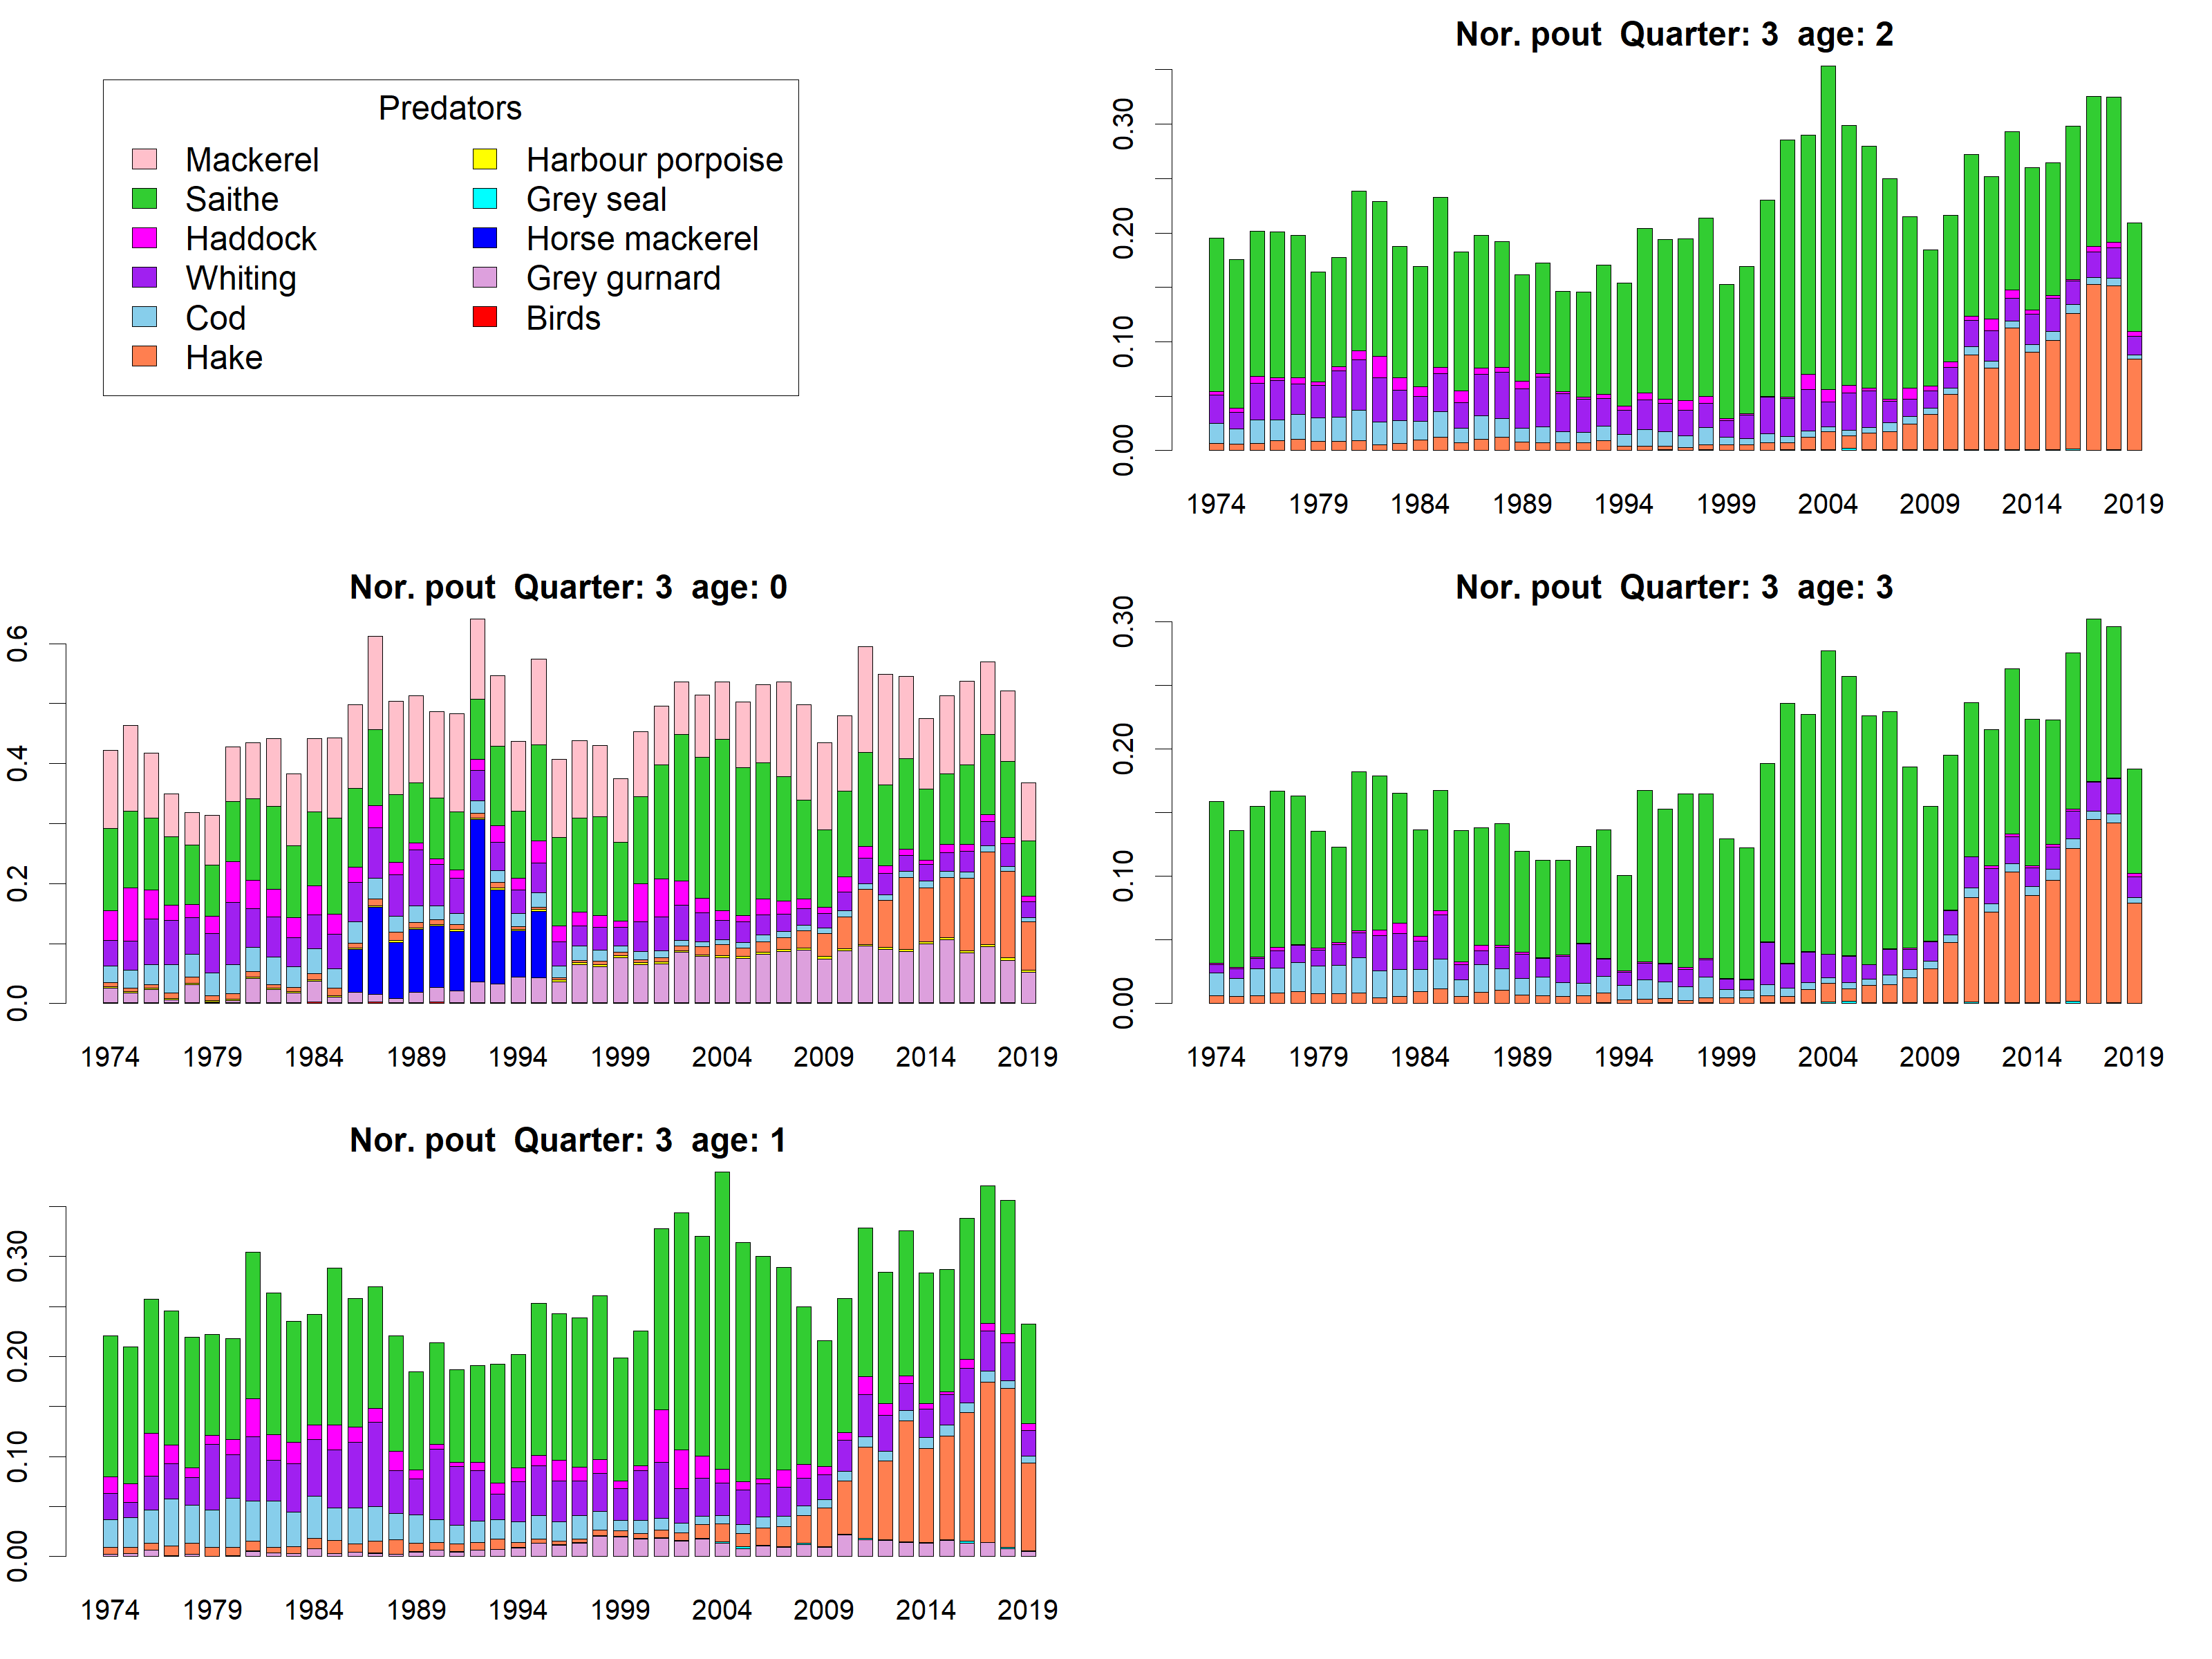 Predators
Mackerel
Saithe
Haddock
Whiting
Cod
Hake
Harbour porpoise
Grey seal
Horse mackerel
Grey gurnard
Birds
Nor. pout Quarter: 3 age: 2
0.00 0.10 0.20 0.30
1974 1979 1984 1989 1994 1999 2004 2009 2014 2019
Nor. pout Quarter: 3 age: 0
0.0 0.2 0.4 0.6
1974 1979 1984 1989 1994 1999 2004 2009 2014 2019
Nor. pout Quarter: 3 age: 3
0.00 0.10 0.20 0.30
1974 1979 1984 1989 1994 1999 2004 2009 2014 2019
Nor. pout Quarter: 3 age: 1
0.00 0.10 0.20 0.30
1974 1979 1984 1989 1994 1999 2004 2009 2014 2019